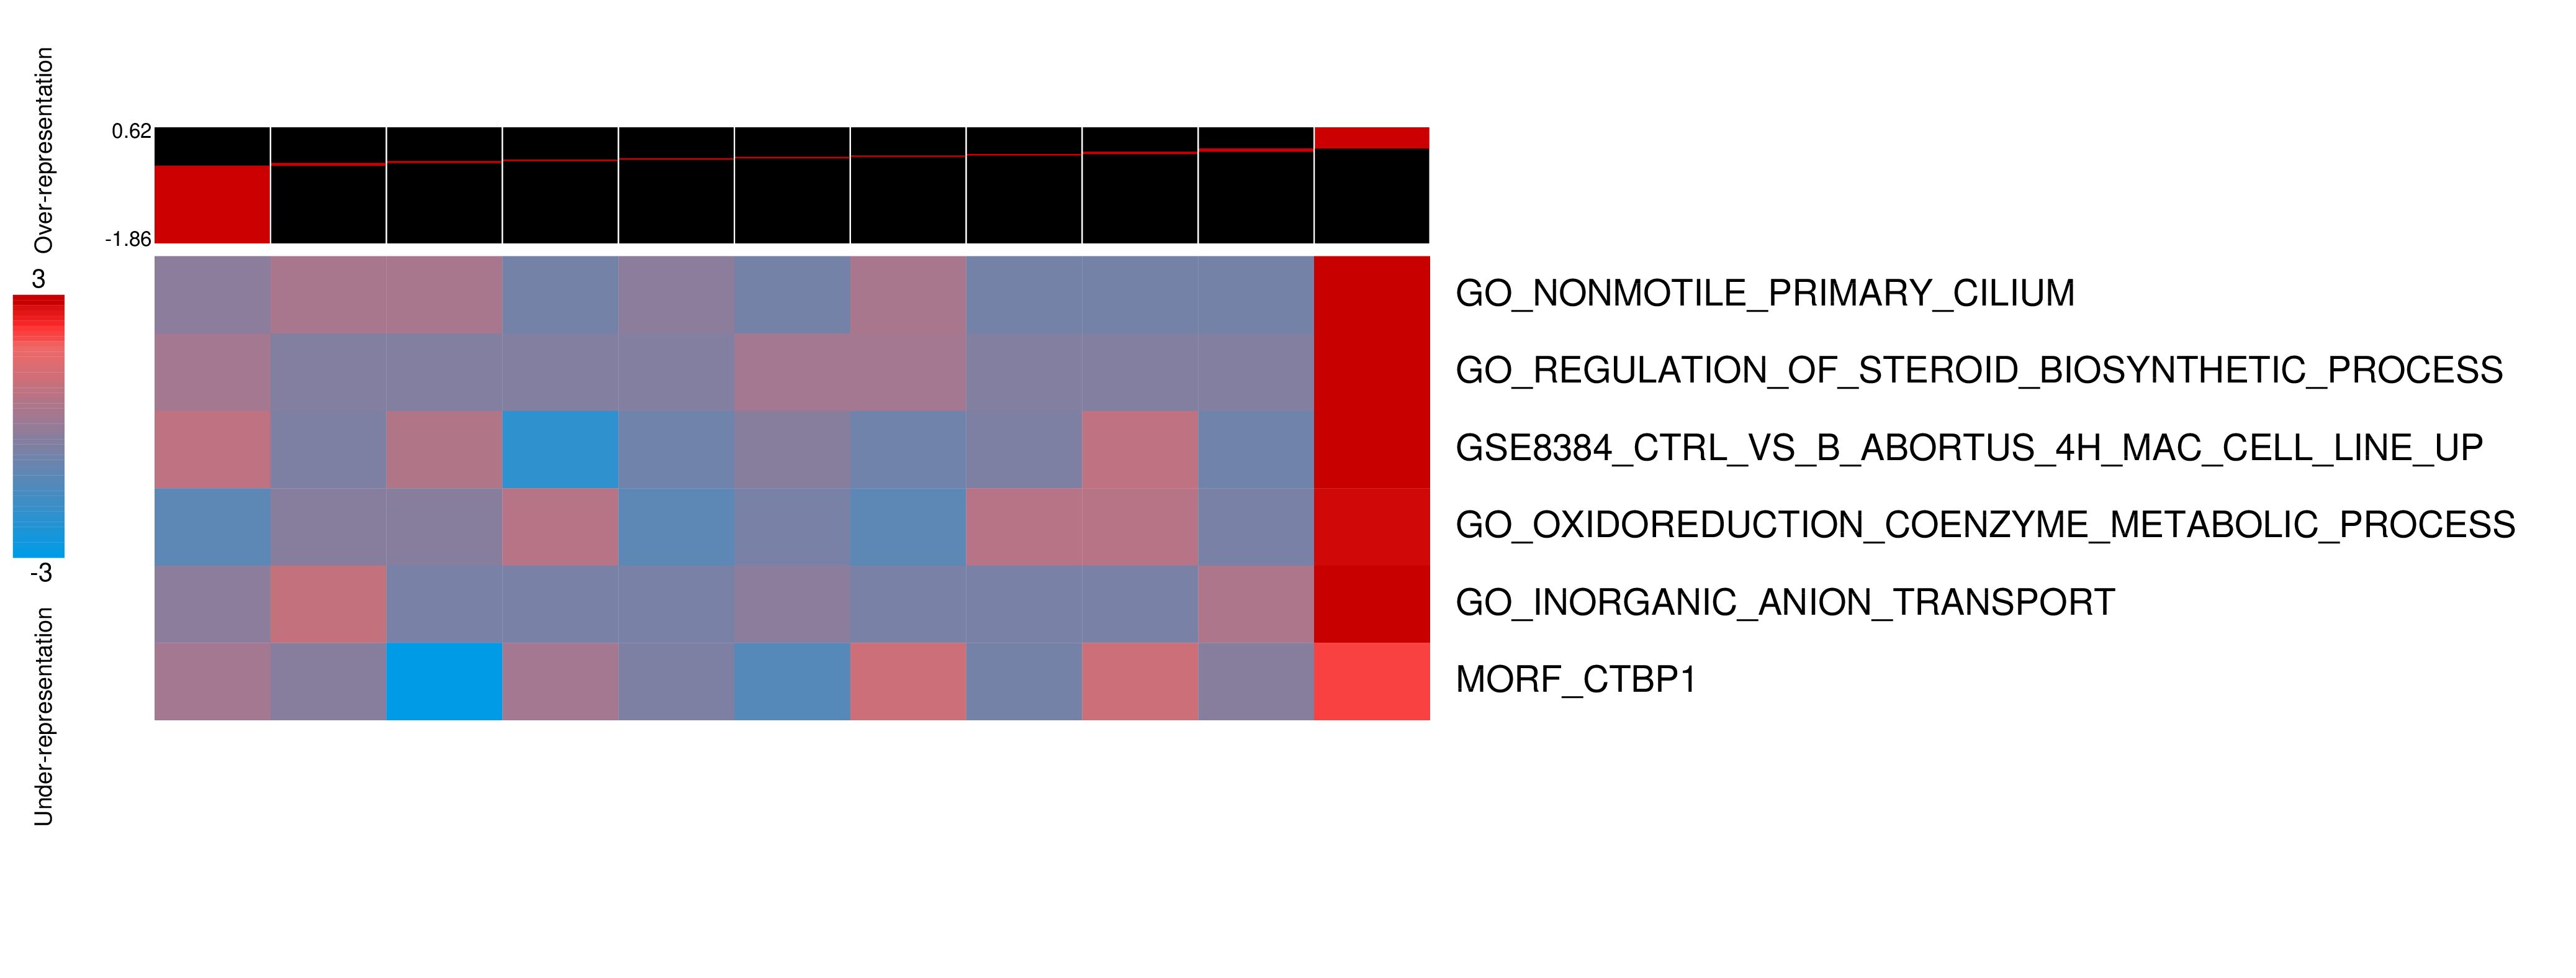 Over-representation
0.62
-1.86
3
-3
Under-representation
GO_NONMOTILE_PRIMARY_CILIUM
GO_REGULATION_OF_STEROID_BIOSYNTHETIC_PROCESS
GSE8384_CTRL_VS_B_ABORTUS_4H_MAC_CELL_LINE_UP
GO_OXIDOREDUCTION_COENZYME_METABOLIC_PROCESS
GO_INORGANIC_ANION_TRANSPORT
MORF_CTBP1